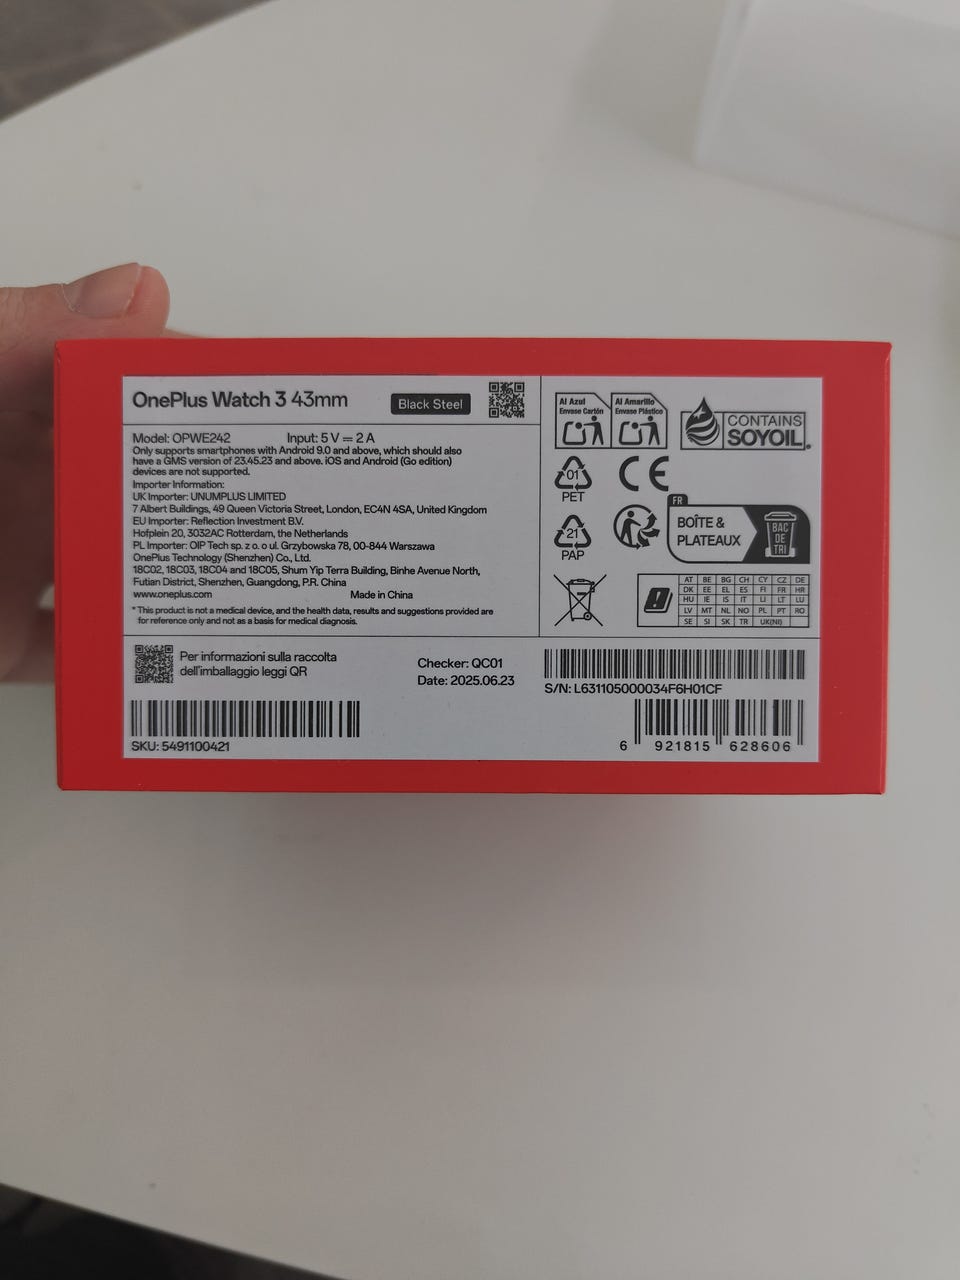 OnePlus Watch 3 43mm
Black Steel
Model: OPWE242 Input: 5 V ⎓ 2 A
Only supports smartphones with Android 9.0 and above, which should also
have a GMS version of 23.45.23 and above. iOS and Android (Go edition)
devices are not supported.
Importer Information:
UK Importer: UNUMPLUS LIMITED
7 Albert Buildings, 49 Queen Victoria Street, London, EC4N 4SA, United Kingdom
EU Importer: Reflection Investment B.V.
Hofplein 20, 3032AC Rotterdam, the Netherlands
PL Importer: OIP Tech sp. z o. o ul. Grzybowska 78, 00-844 Warszawa
OnePlus Technology (Shenzhen) Co., Ltd.
18C02, 18C03, 18C04 and 18C05, Shum Yip Terra Building, Binhe Avenue North,
Futian District, Shenzhen, Guangdong, P.R. China
www.oneplus.com Made in China
* This product is not a medical device, and the health data, results and suggestions provided are
for reference only and not as a basis for medical diagnosis.
Al Azul
Envase Cartón
Al Amarillo
Envase Plástico
CONTAINS
SOYOIL
01
PET
CE
21
PAP
FR
BOÎTE &
PLATEAUX
BAC
DE
TRI
AT BE BG CH CY CZ DE
DK EE EL ES FI FR HR
HU IE IS IT LI LT LU
LV MT NL NO PL PT RO
SE SI SK TR UK(NI)
Per informazioni sulla raccolta
dell'imballaggio leggi QR
Checker: QC01
Date: 2025.06.23
S/N: L631105000034F6H01CF
SKU: 5491100421
6 921815 628606